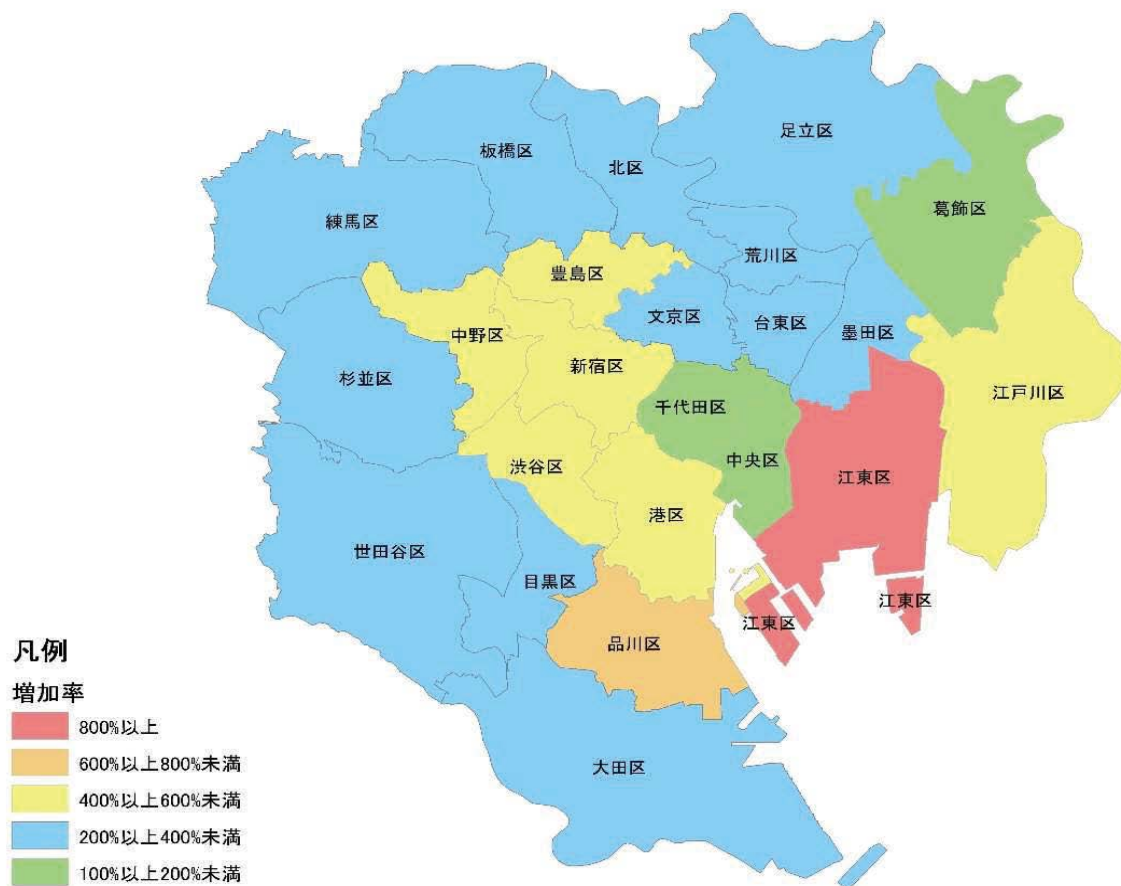 足立区
板橋区
北区
練馬区
葛飾区
荒川区
豊島区
文京区
台東区
墨田区
中野区
新宿区
杉並区
千代田区
江戸川区
中央区
渋谷区
江東区
港区
世田谷区
目黒区
江東区
江東区
品川区
大田区
凡例
増加率
800%以上
600%以上800%未満
400%以上600%未満
200%以上400%未満
100%以上200%未満